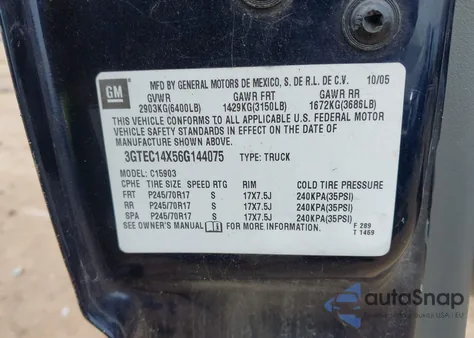 GM
MFD BY GENERAL MOTORS DE MEXICO, S. DE R.L. DE C.V. 10/05
GVWR GAWR FRT GAWR RR
2903KG(6400LB) 1429KG(3150LB) 1672KG(3686LB)
THIS VEHICLE CONFORMS TO ALL APPLICABLE U.S. FEDERAL MOTOR
VEHICLE SAFETY STANDARDS IN EFFECT ON THE DATE OF
MANUFACTURE SHOWN ABOVE.
3GTEC14X56G144075 TYPE: TRUCK
MODEL: C15903
CPHE TIRE SIZE SPEED RTG RIM COLD TIRE PRESSURE
FRT P245/70R17 S 17X7.5J 240KPA(35PSI)
RR P245/70R17 S 17X7.5J 240KPA(35PSI)
SPA P245/70R17 S 17X7.5J 240KPA(35PSI)
SEE OWNER'S MANUAL FOR MORE INFORMATION. F 289
T 1469
autoSnap